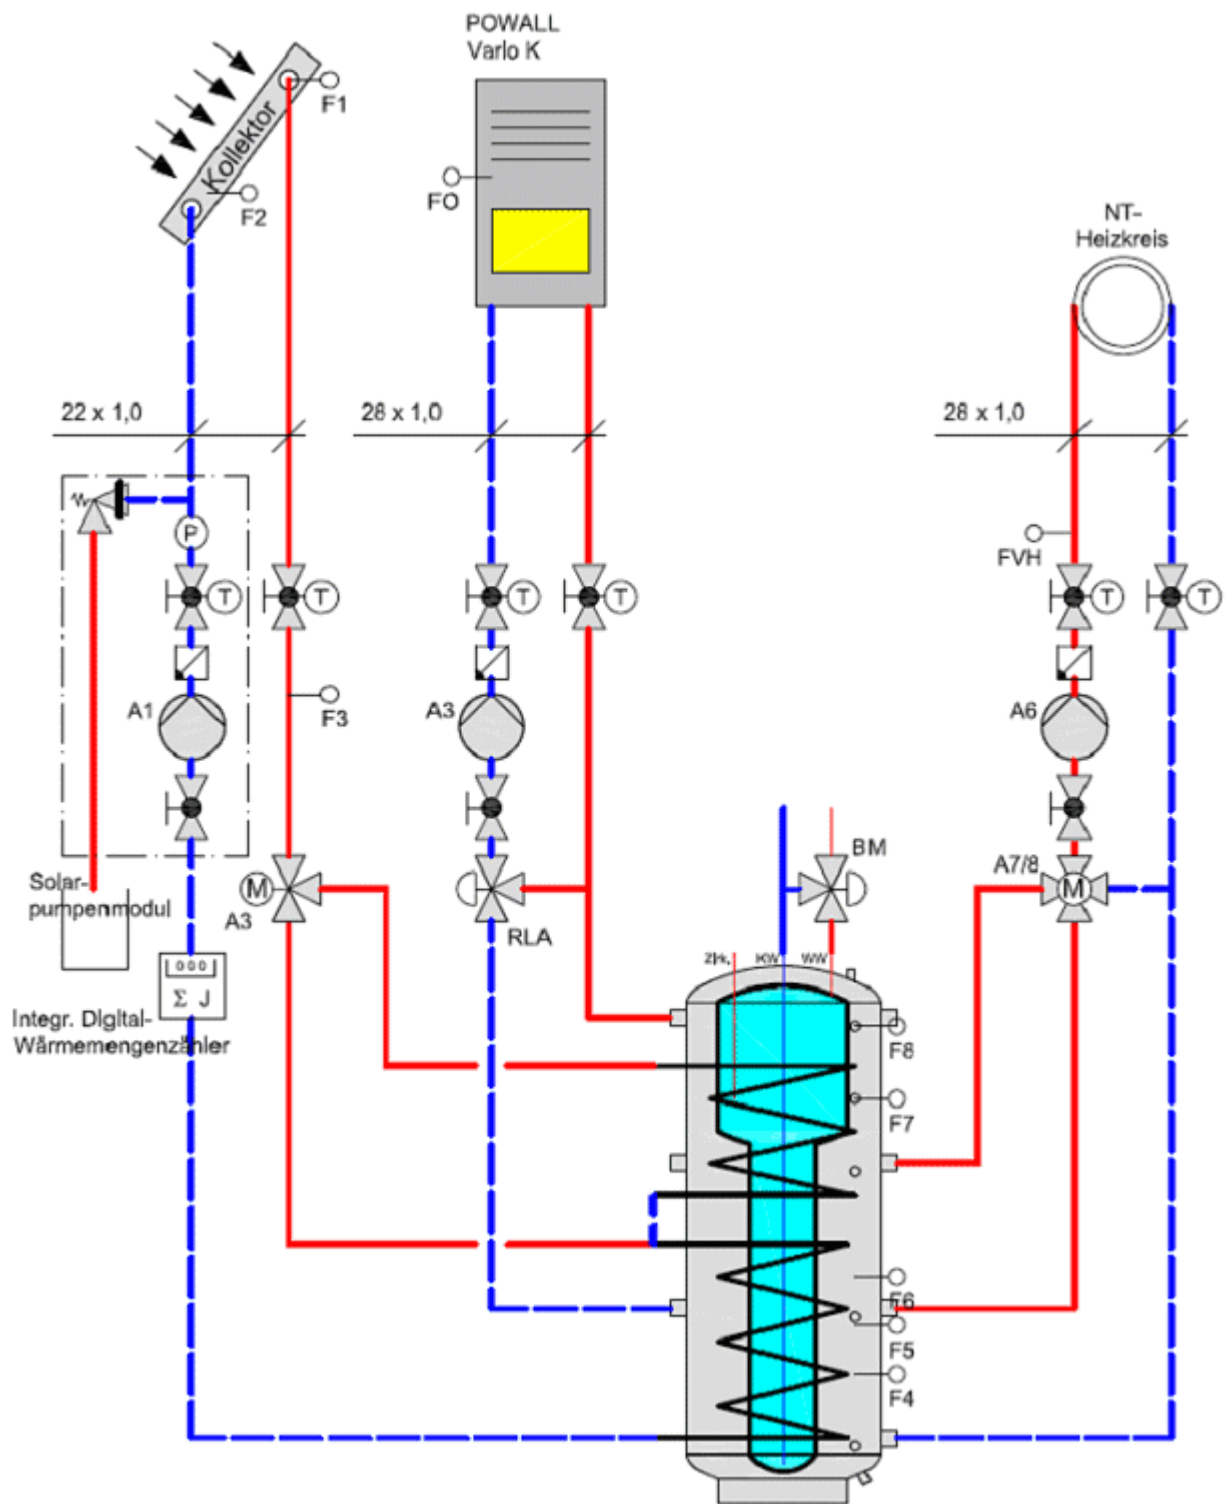 POWALL
Varlo K
F1
Kollektor
F2
FO
NT-
Heizkreis
22 x 1,0
28 x 1,0
28 x 1,0
P
FVH
T
T
T
T
T
T
F3
A1
A3
A6
BM
A7/8
M
M
Solar-
pumpenmodul
A3
RLA
Zirk.
KW
WW
000
Σ J
Integr. Digital-
Wärmemengenzähler
F8
F7
F6
F5
F4